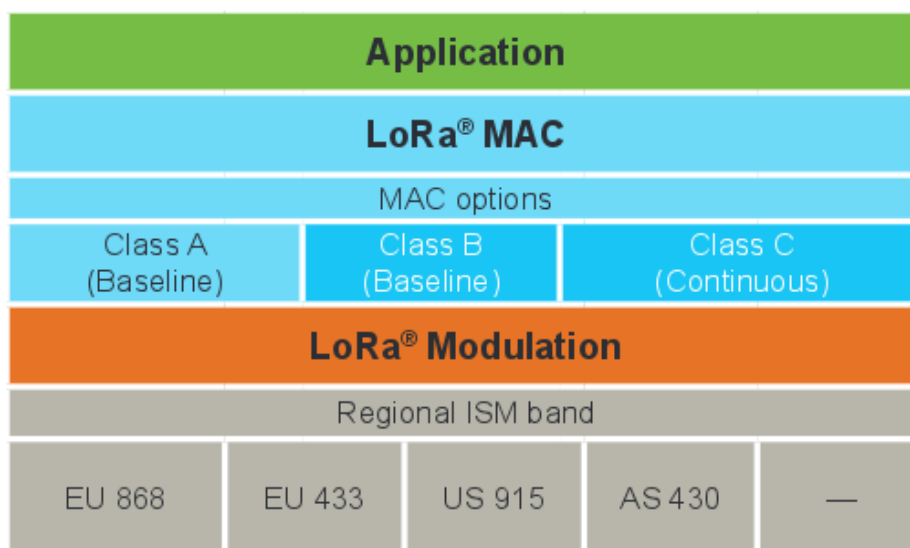 Application
LoRa® MAC
MAC options
Class A
(Baseline)
Class B
(Baseline)
Class C
(Continuous)
LoRa® Modulation
Regional ISM band
EU 868
EU 433
US 915
AS 430
—